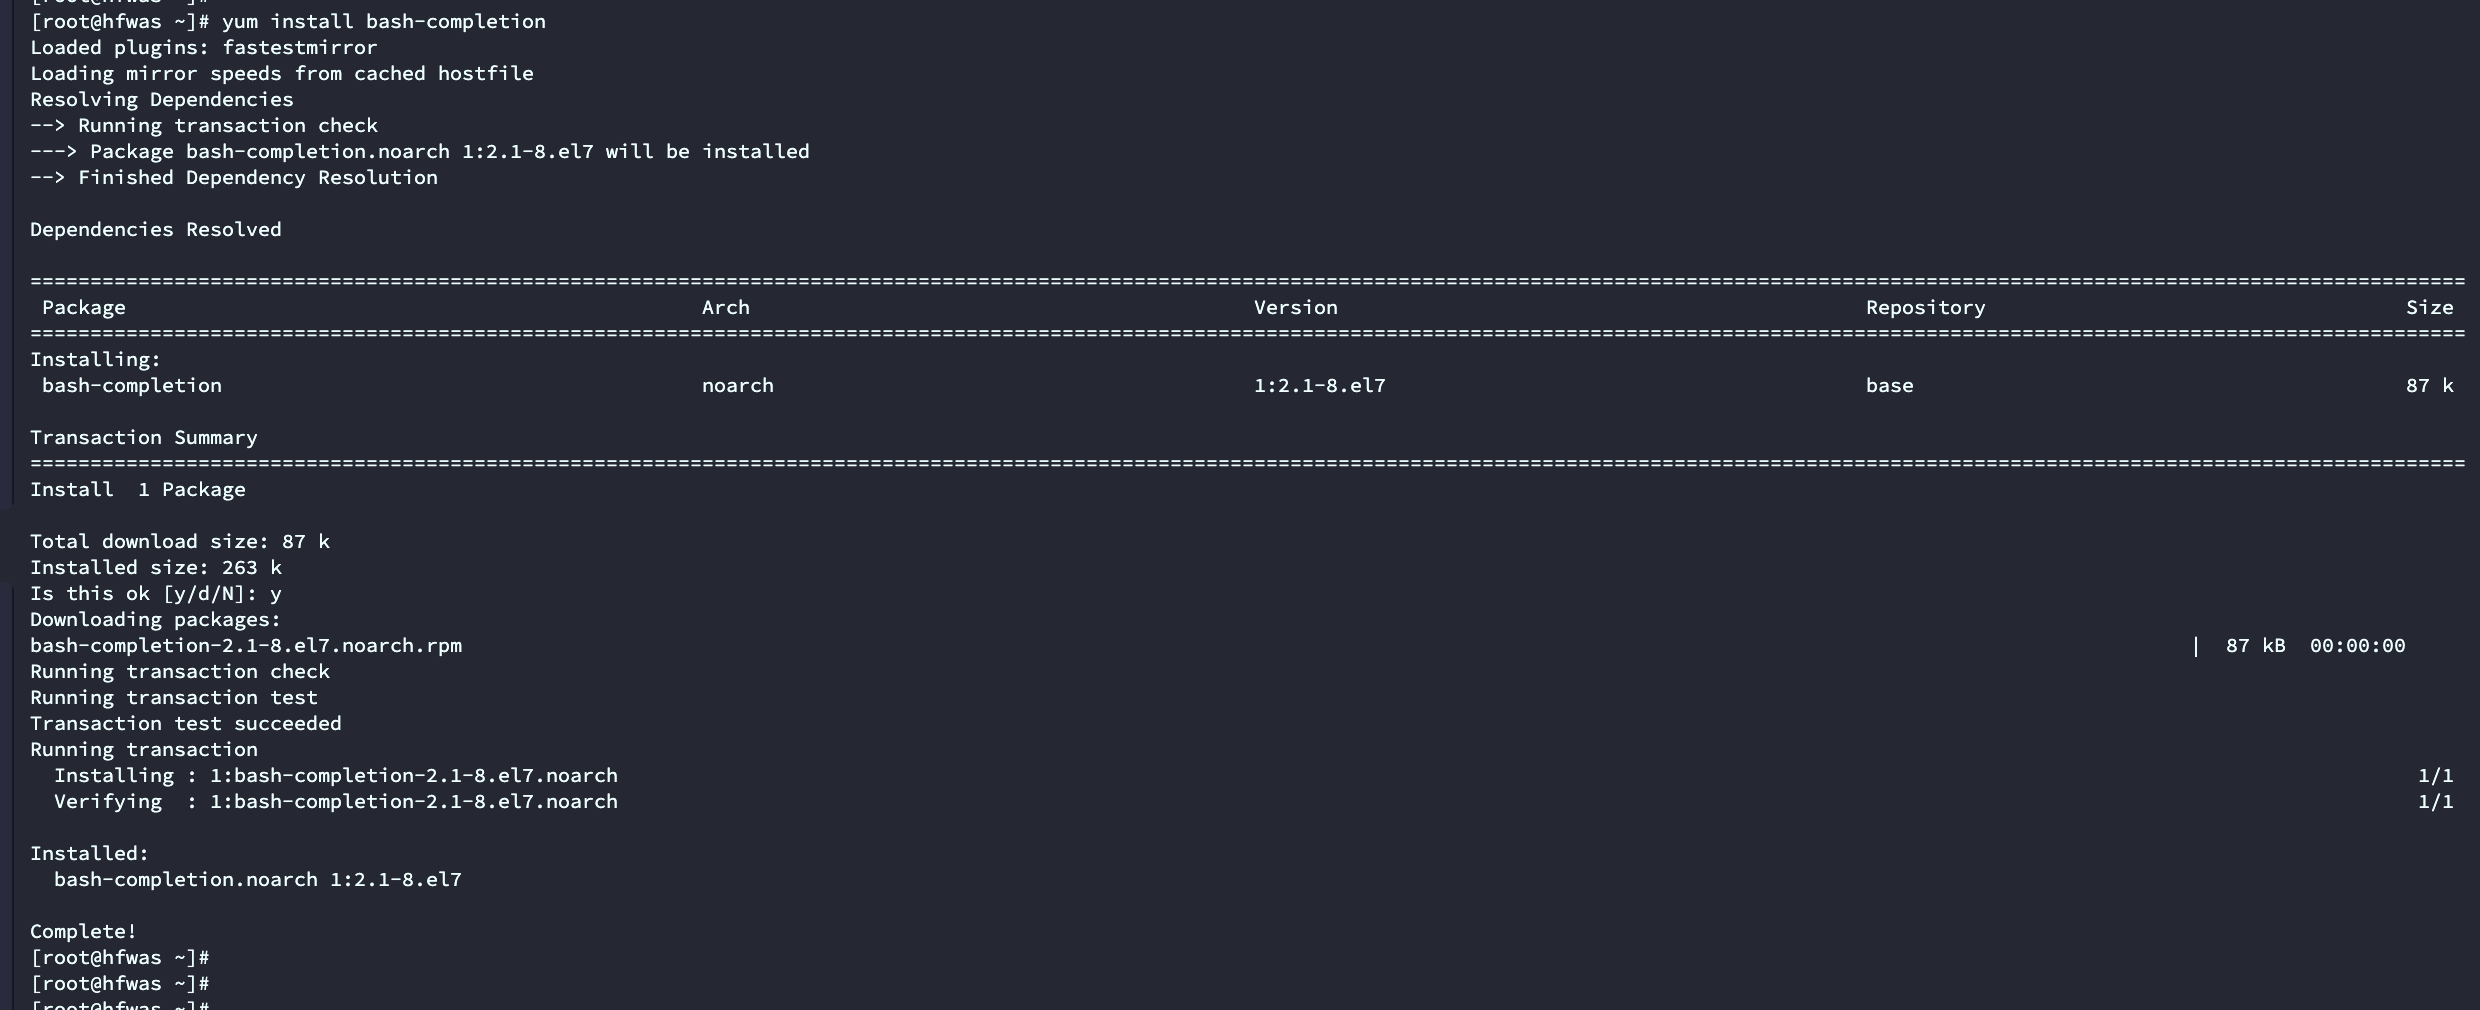 [root@hfwas ~]#
[root@hfwas ~]# yum install bash-completion
Loaded plugins: fastestmirror
Loading mirror speeds from cached hostfile
Resolving Dependencies
--> Running transaction check
---> Package bash-completion.noarch 1:2.1-8.el7 will be installed
--> Finished Dependency Resolution
Dependencies Resolved
================================================================================
Package Arch Version Repository Size
================================================================================
Installing:
bash-completion noarch 1:2.1-8.el7 base 87 k
Transaction Summary
================================================================================
Install  1 Package
Total download size: 87 k
Installed size: 263 k
Is this ok [y/d/N]: y
Downloading packages:
bash-completion-2.1-8.el7.noarch.rpm | 87 kB 00:00:00
Running transaction check
Running transaction test
Transaction test succeeded
Running transaction
Installing : 1:bash-completion-2.1-8.el7.noarch 1/1
Verifying  : 1:bash-completion-2.1-8.el7.noarch 1/1
Installed:
bash-completion.noarch 1:2.1-8.el7
Complete!
[root@hfwas ~]#
[root@hfwas ~]#
[root@hfwas ~]#